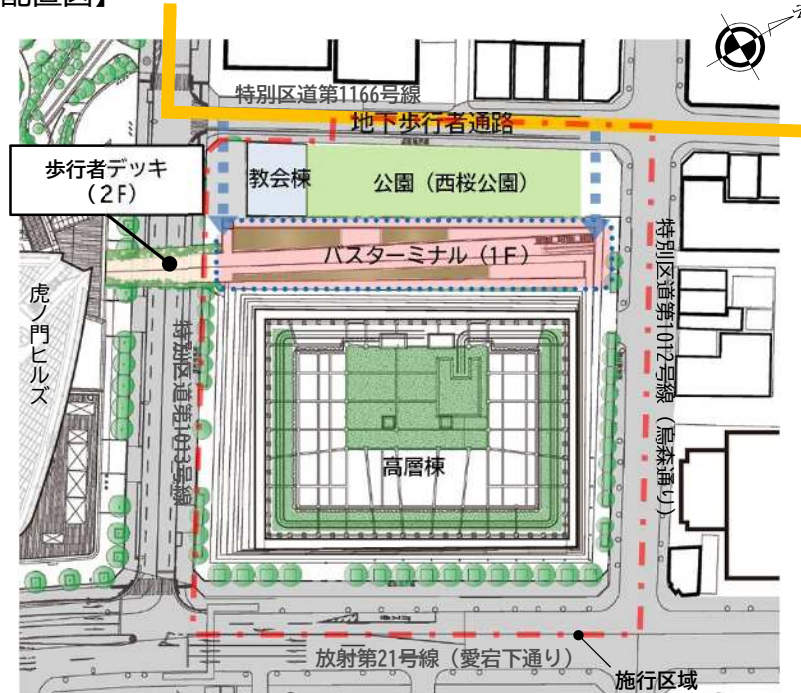 配置図】
特別区道第1166号線
地下歩行者通路
歩行者デッキ
（2F）
教会棟
公園（西桜公園）
バスターミナル（1F）
虎ノ門ヒルズ
特別区道第1013号線
特別区道第1012号線（烏森通り）
高層棟
放射第21号線（愛宕下通り）
施行区域